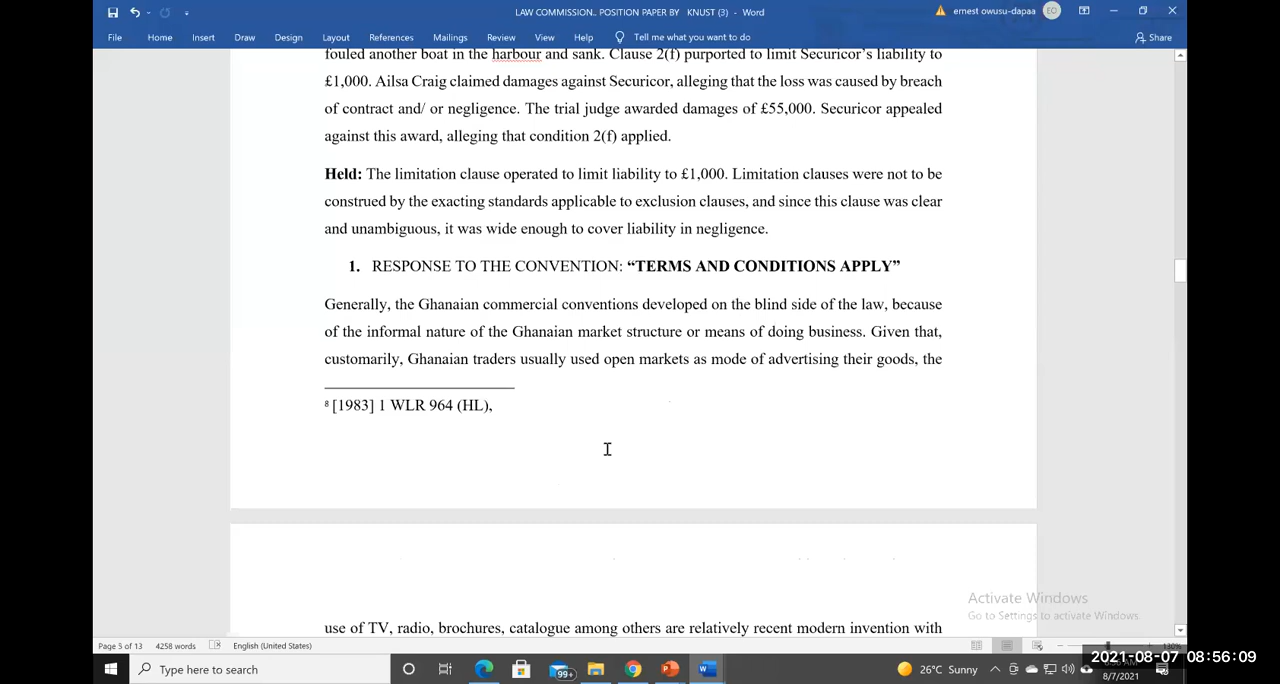 LAW COMMISSION.. POSITION PAPER BY KNUST (3) - Word
ernest owusu-dapaa
EO
File Home Insert Draw Design Layout References Mailings Review View Help Tell me what you want to do
Share
fouled another boat in the harbour and sank. Clause 2(f) purported to limit Securicor’s liability to
£1,000. Ailsa Craig claimed damages against Securicor, alleging that the loss was caused by breach
of contract and/ or negligence. The trial judge awarded damages of £55,000. Securicor appealed
against this award, alleging that condition 2(f) applied.
Held: The limitation clause operated to limit liability to £1,000. Limitation clauses were not to be
construed by the exacting standards applicable to exclusion clauses, and since this clause was clear
and unambiguous, it was wide enough to cover liability in negligence.
1. RESPONSE TO THE CONVENTION: “TERMS AND CONDITIONS APPLY”
Generally, the Ghanaian commercial conventions developed on the blind side of the law, because
of the informal nature of the Ghanaian market structure or means of doing business. Given that,
customarily, Ghanaian traders usually used open markets as mode of advertising their goods, the
8 [1983] 1 WLR 964 (HL),
use of TV, radio, brochures, catalogue among others are relatively recent modern invention with
Activate Windows
Go to Settings to activate Windows.
Page 5 of 13 4258 words English (United States)
130%
Type here to search
99+
26°C Sunny
2021-08-07 08:56:09
8/7/2021